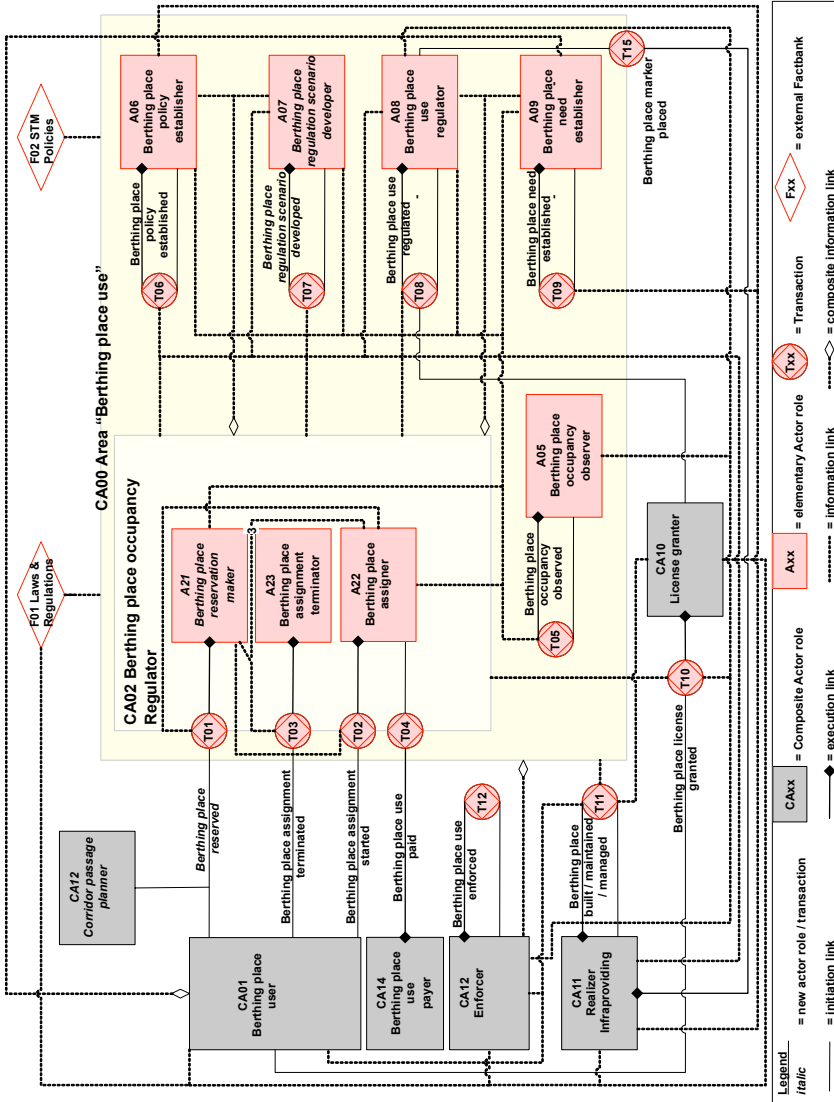 F01 Laws &
Regulations
F02 STM
Policies
CA00 Area “Berthing place use”
CA02 Berthing place occupancy
Regulator
CA12
Corridor passage
planner
CA01
Berthing place
user
CA14
Berthing place
use
payer
CA12
Enforcer
CA11
Realizer
Infraproviding
Berthing place
reserved
Berthing place assignment
terminated
Berthing place assignment
started
Berthing place use
paid
Berthing place use
enforced
Berthing place
built / maintained
/ managed
Berthing place license
granted
T01
T03
T02
T04
T12
T11
T10
A21
Berthing place
reservation
maker
3
A23
Berthing place
assignment
terminator
A22
Berthing place
assigner
T05
Berthing place
occupancy
observed
A05
Berthing place
occupancy
observer
CA10
License granter
T06
Berthing place
policy
established
A06
Berthing place
policy
establisher
T07
Berthing place
regulation scenario
developed
A07
Berthing place
regulation scenario
developer
T08
Berthing place use
regulated -
A08
Berthing place
use
regulator
T09
Berthing place need
established -
A09
Berthing place
need
establisher
T15
Berthing place marker
placed
Legend
italic = new actor role / transaction
CAxx = Composite Actor role
Axx = elementary Actor role
Txx = Transaction
Fxx = external Factbank
= initiation link
= execution link
= information link
= composite information link